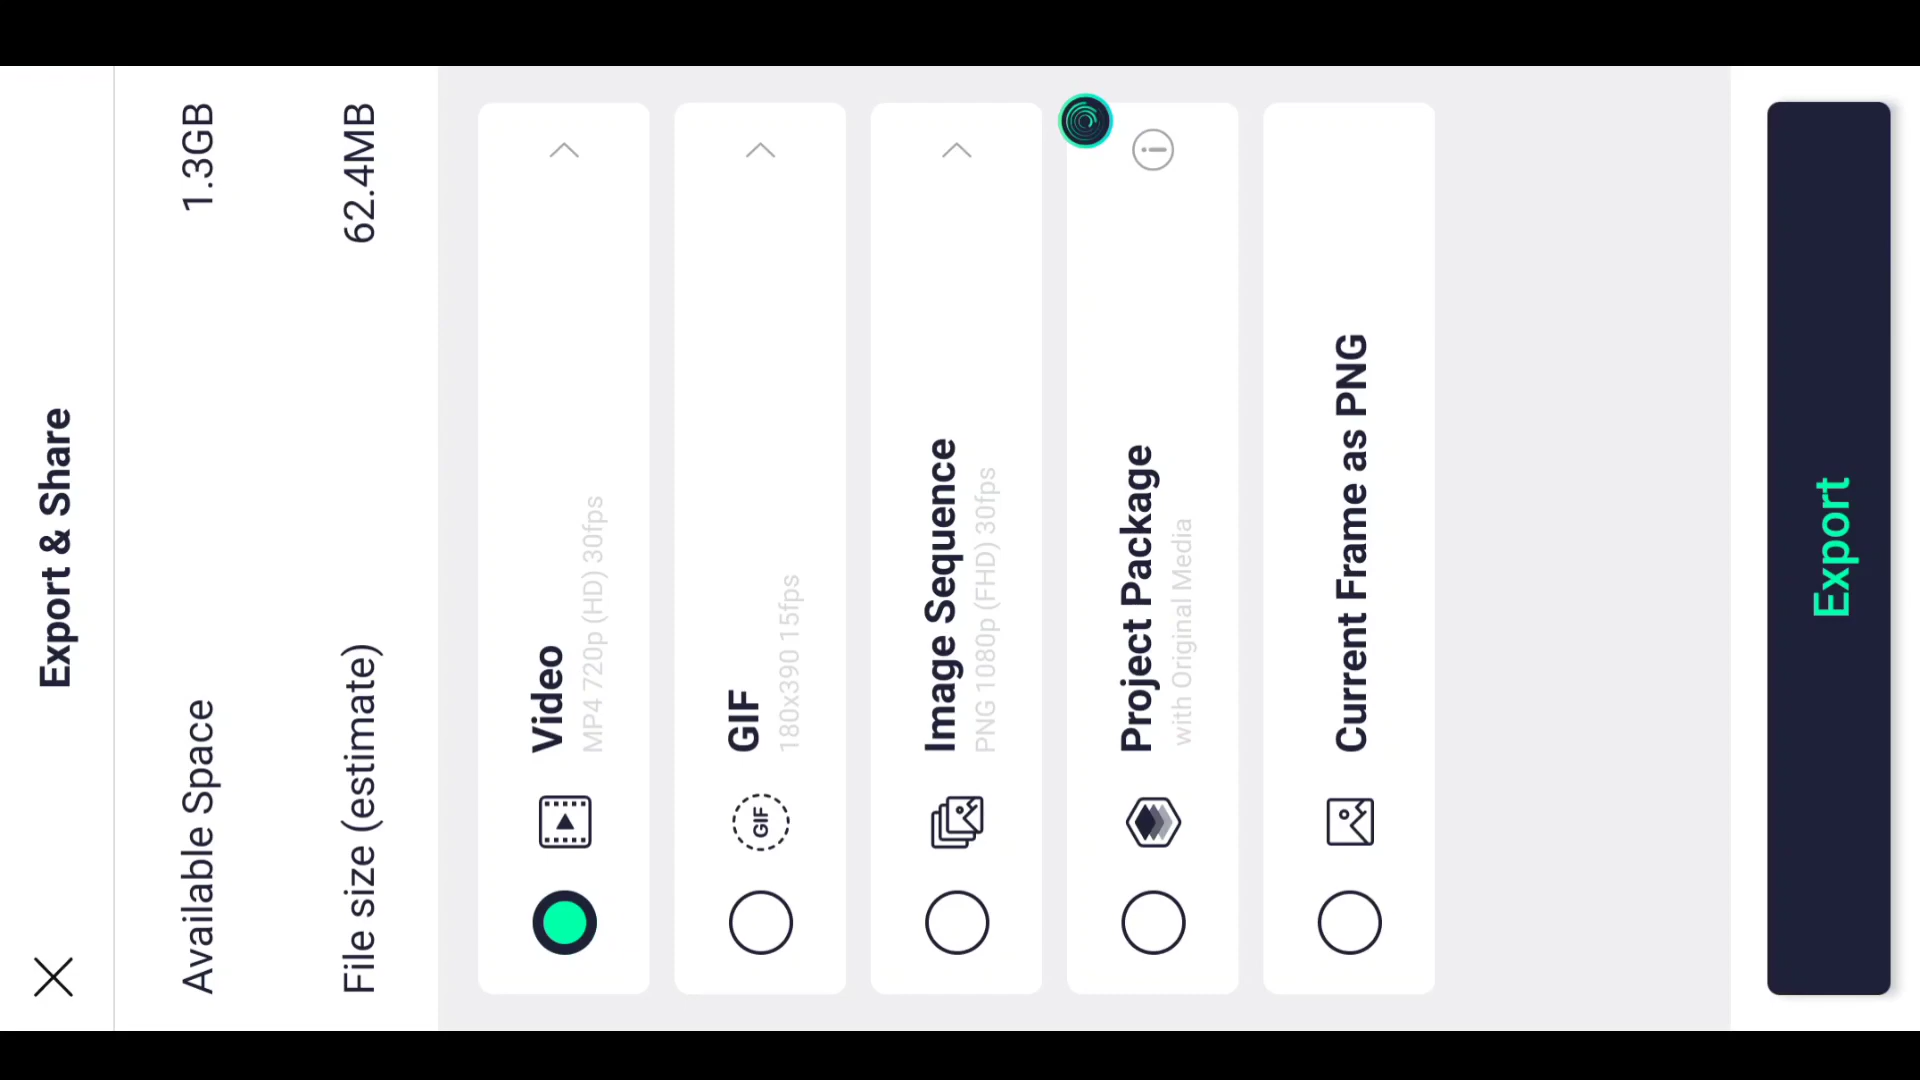 Export & Share
Available Space 1.3GB
File size (estimate) 62.4MB
Video
MP4 720p (HD) 30fps
GIF
GIF
180x390 15fps
Image Sequence
PNG 1080p (FHD) 30fps
Project Package
with Original Media
Current Frame as PNG
Export